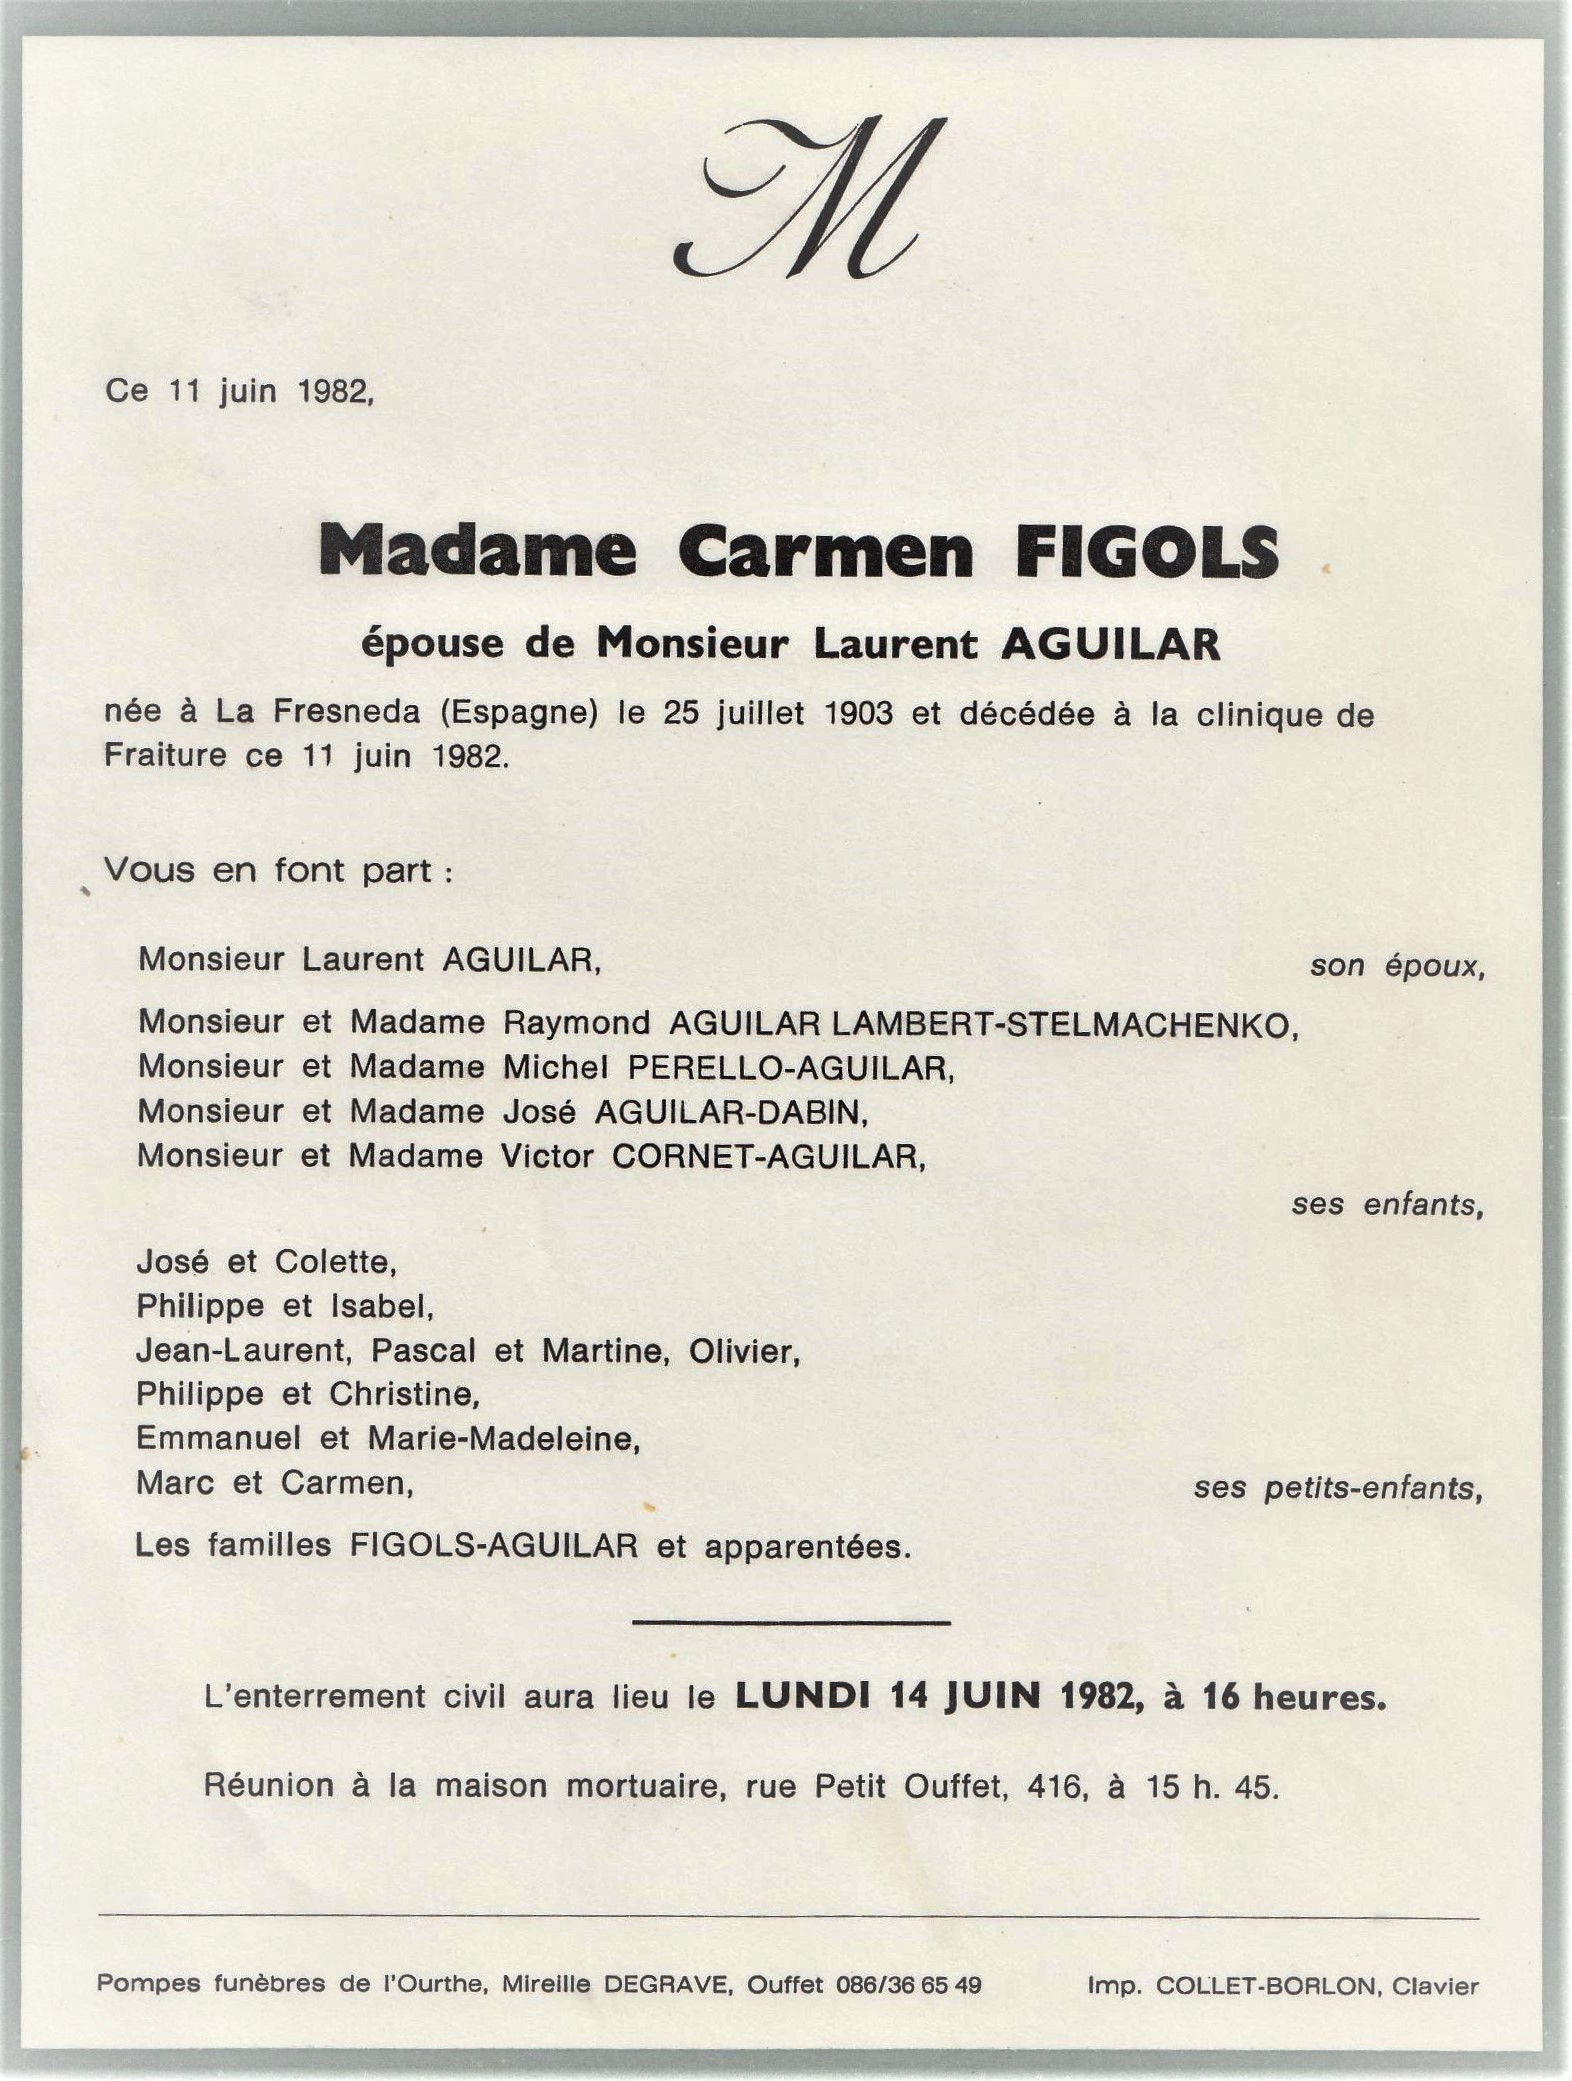 M
Ce 11 juin 1982,
Madame Carmen FIGOLS
épouse de Monsieur Laurent AGUILAR
née à La Fresneda (Espagne) le 25 juillet 1903 et décédée à la clinique de
Fraiture ce 11 juin 1982.
Vous en font part :
Monsieur Laurent AGUILAR, son époux,
Monsieur et Madame Raymond AGUILAR LAMBERT-STELMACHENKO,
Monsieur et Madame Michel PERELLO-AGUILAR,
Monsieur et Madame José AGUILAR-DABIN,
Monsieur et Madame Victor CORNET-AGUILAR,
ses enfants,
José et Colette,
Philippe et Isabel,
Jean-Laurent, Pascal et Martine, Olivier,
Philippe et Christine,
Emmanuel et Marie-Madeleine,
Marc et Carmen, ses petits-enfants,
Les familles FIGOLS-AGUILAR et apparentées.
L'enterrement civil aura lieu le LUNDI 14 JUIN 1982, à 16 heures.
Réunion à la maison mortuaire, rue Petit Ouffet, 416, à 15 h. 45.
Pompes funèbres de l'Ourthe, Mireille DEGRAVE, Ouffet 086/36 65 49 Imp. COLLET-BORLON, Clavier